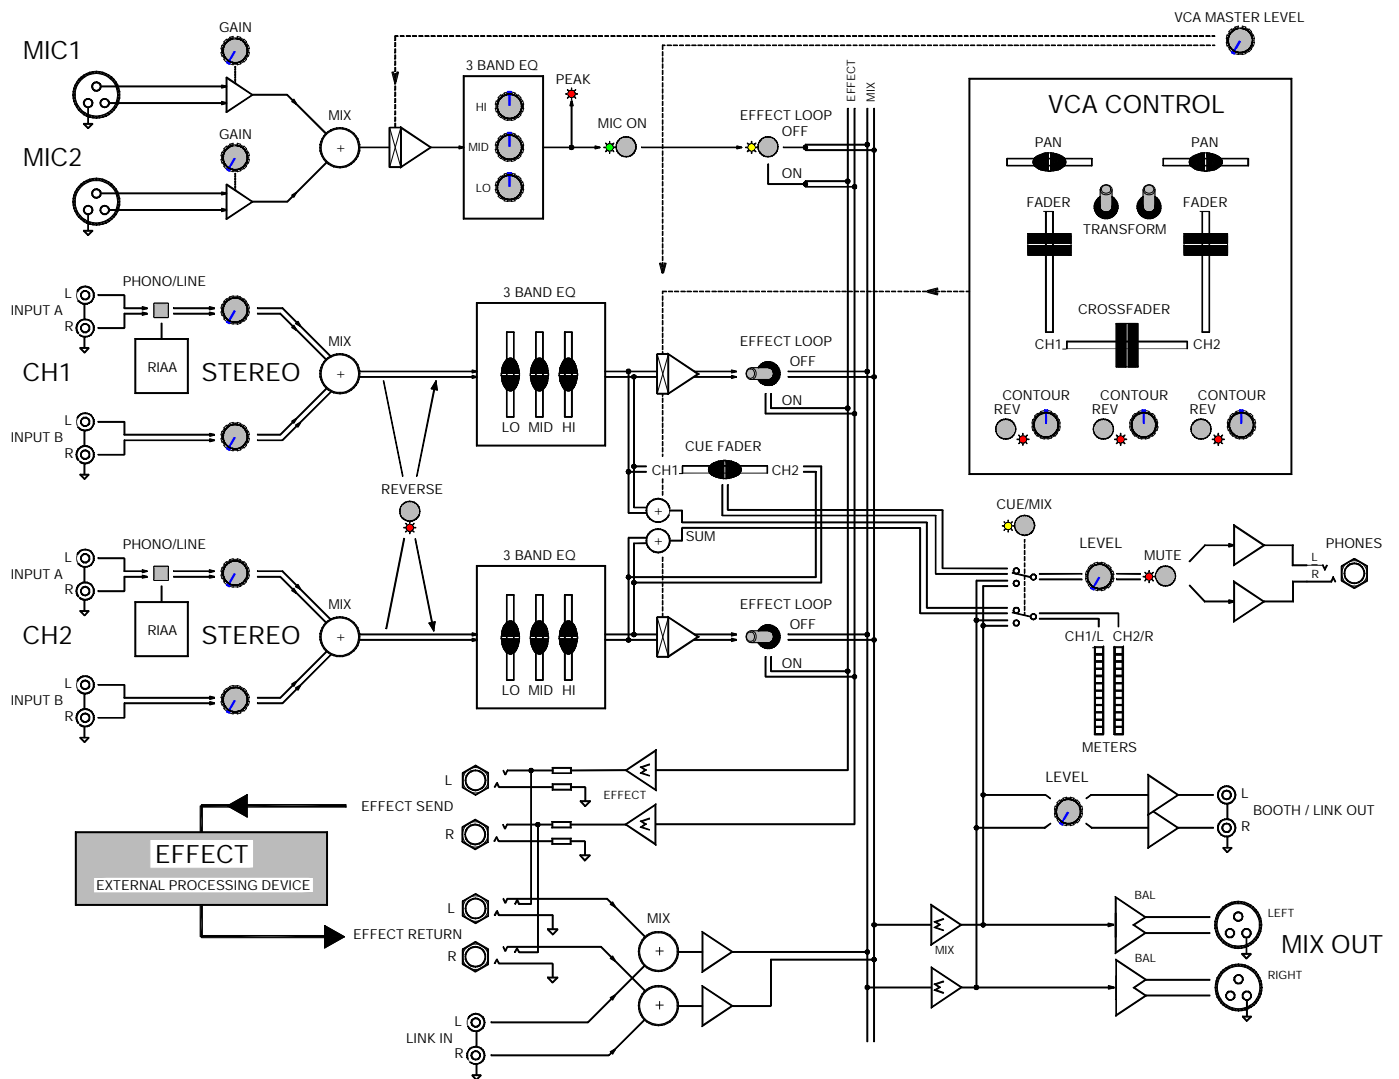 VCA MASTER LEVEL
GAIN
MIC1
3 BAND EQ
PEAK
EFFECT
MIX
HI
MID
LO
MIX
MIC ON
EFFECT LOOP
OFF
ON
GAIN
MIC2
VCA CONTROL
PAN
PAN
FADER
FADER
TRANSFORM
CROSSFADER
CH1
CH2
CONTOUR
CONTOUR
CONTOUR
REV
REV
REV
PHONO/LINE
L
INPUT A
R
RIAA
CH1
STEREO
MIX
3 BAND EQ
LO MID HI
EFFECT LOOP
OFF
ON
L
INPUT B
R
CUE FADER
CH1
CH2
REVERSE
SUM
CUE/MIX
LEVEL
MUTE
PHONES
L
R
CH1/L CH2/R
METERS
PHONO/LINE
L
INPUT A
R
RIAA
CH2
STEREO
MIX
3 BAND EQ
LO MID HI
EFFECT LOOP
OFF
ON
L
INPUT B
R
L
EFFECT
EFFECT SEND
R
EFFECT
EXTERNAL PROCESSING DEVICE
L
EFFECT RETURN
R
MIX
L
LINK IN
R
LEVEL
L
BOOTH / LINK OUT
R
MIX
BAL
LEFT
MIX OUT
BAL
RIGHT